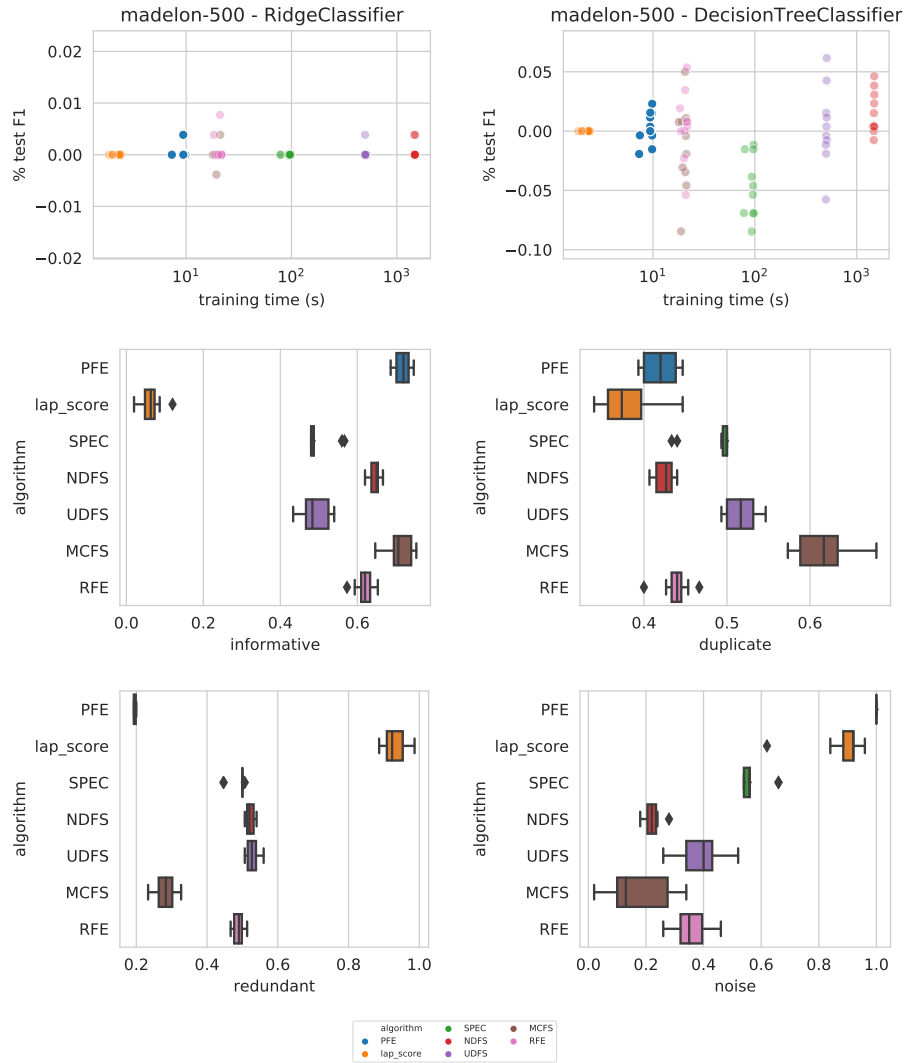 madelon-500 - RidgeClassifier
0.02
0.01
0.00
−0.01
−0.02
% test F1
10¹
10²
10³
training time (s)
madelon-500 - DecisionTreeClassifier
0.05
0.00
−0.05
−0.10
% test F1
10¹
10²
10³
training time (s)
PFE
lap_score
SPEC
NDFS
UDFS
MCFS
RFE
algorithm
0.0
0.2
0.4
0.6
informative
PFE
lap_score
SPEC
NDFS
UDFS
MCFS
RFE
algorithm
0.4
0.5
0.6
duplicate
PFE
lap_score
SPEC
NDFS
UDFS
MCFS
RFE
algorithm
0.2
0.4
0.6
0.8
1.0
redundant
PFE
lap_score
SPEC
NDFS
UDFS
MCFS
RFE
algorithm
0.0
0.2
0.4
0.6
0.8
1.0
noise
algorithm
PFE
lap_score
SPEC
NDFS
UDFS
MCFS
RFE